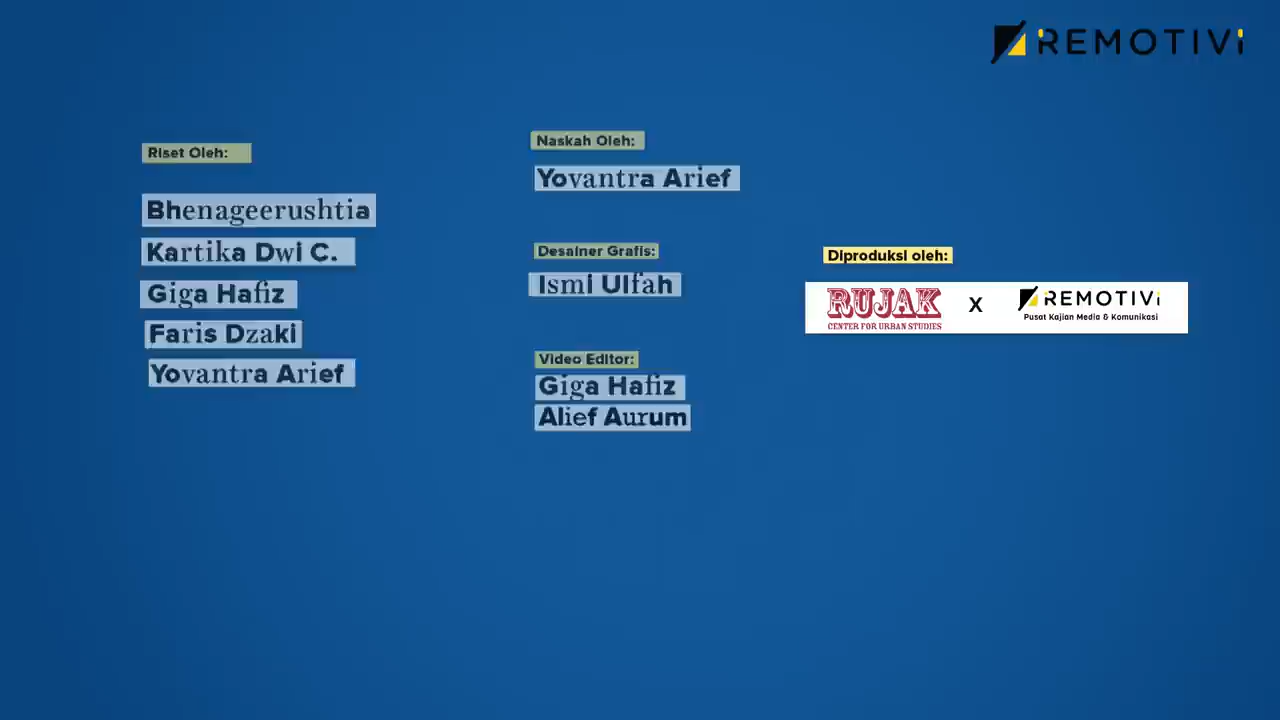 REMOTIVI
Riset Oleh:
Bhenageerushtia
Kartika Dwi C.
Giga Hafiz
Faris Dzaki
Yovantra Arief
Naskah Oleh:
Yovantra Arief
Desainer Grafis:
Ismi Ulfah
Video Editor:
Giga Hafiz
Alief Aurum
Diproduksi oleh:
RUJAK
CENTER FOR URBAN STUDIES
X
REMOTIVI
Pusat Kajian Media & Komunikasi